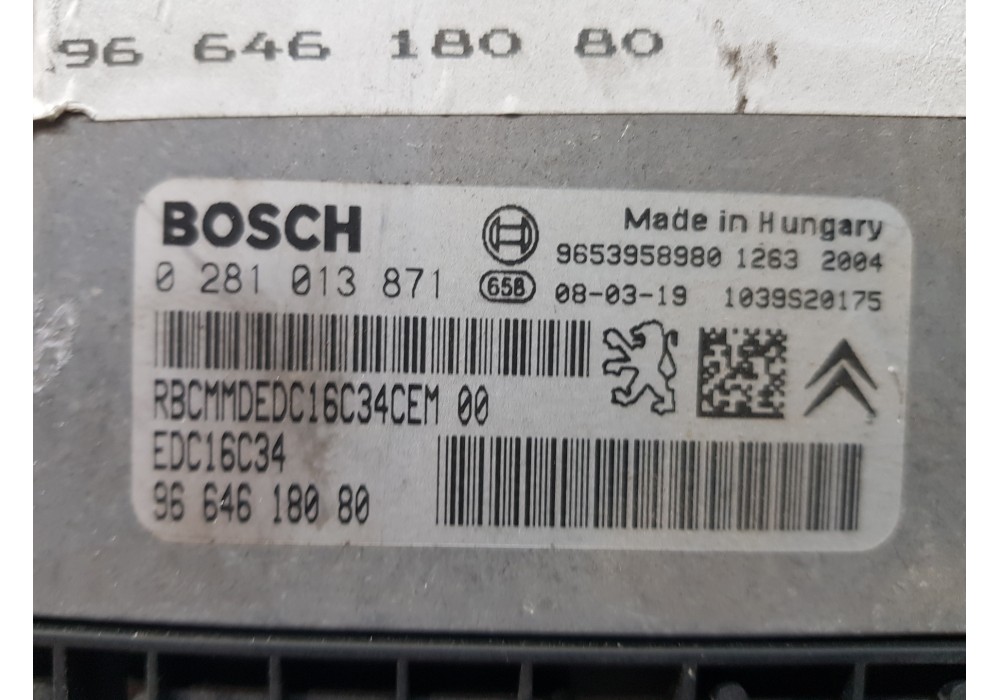 96 646 180 80
BOSCH
Made in Hungary
9653958980 1263 2004
0 281 013 871
65B 08-03-19 1039S20175
RBCMMDEDC16C34CEM 00
EDC16C34
96 646 180 80